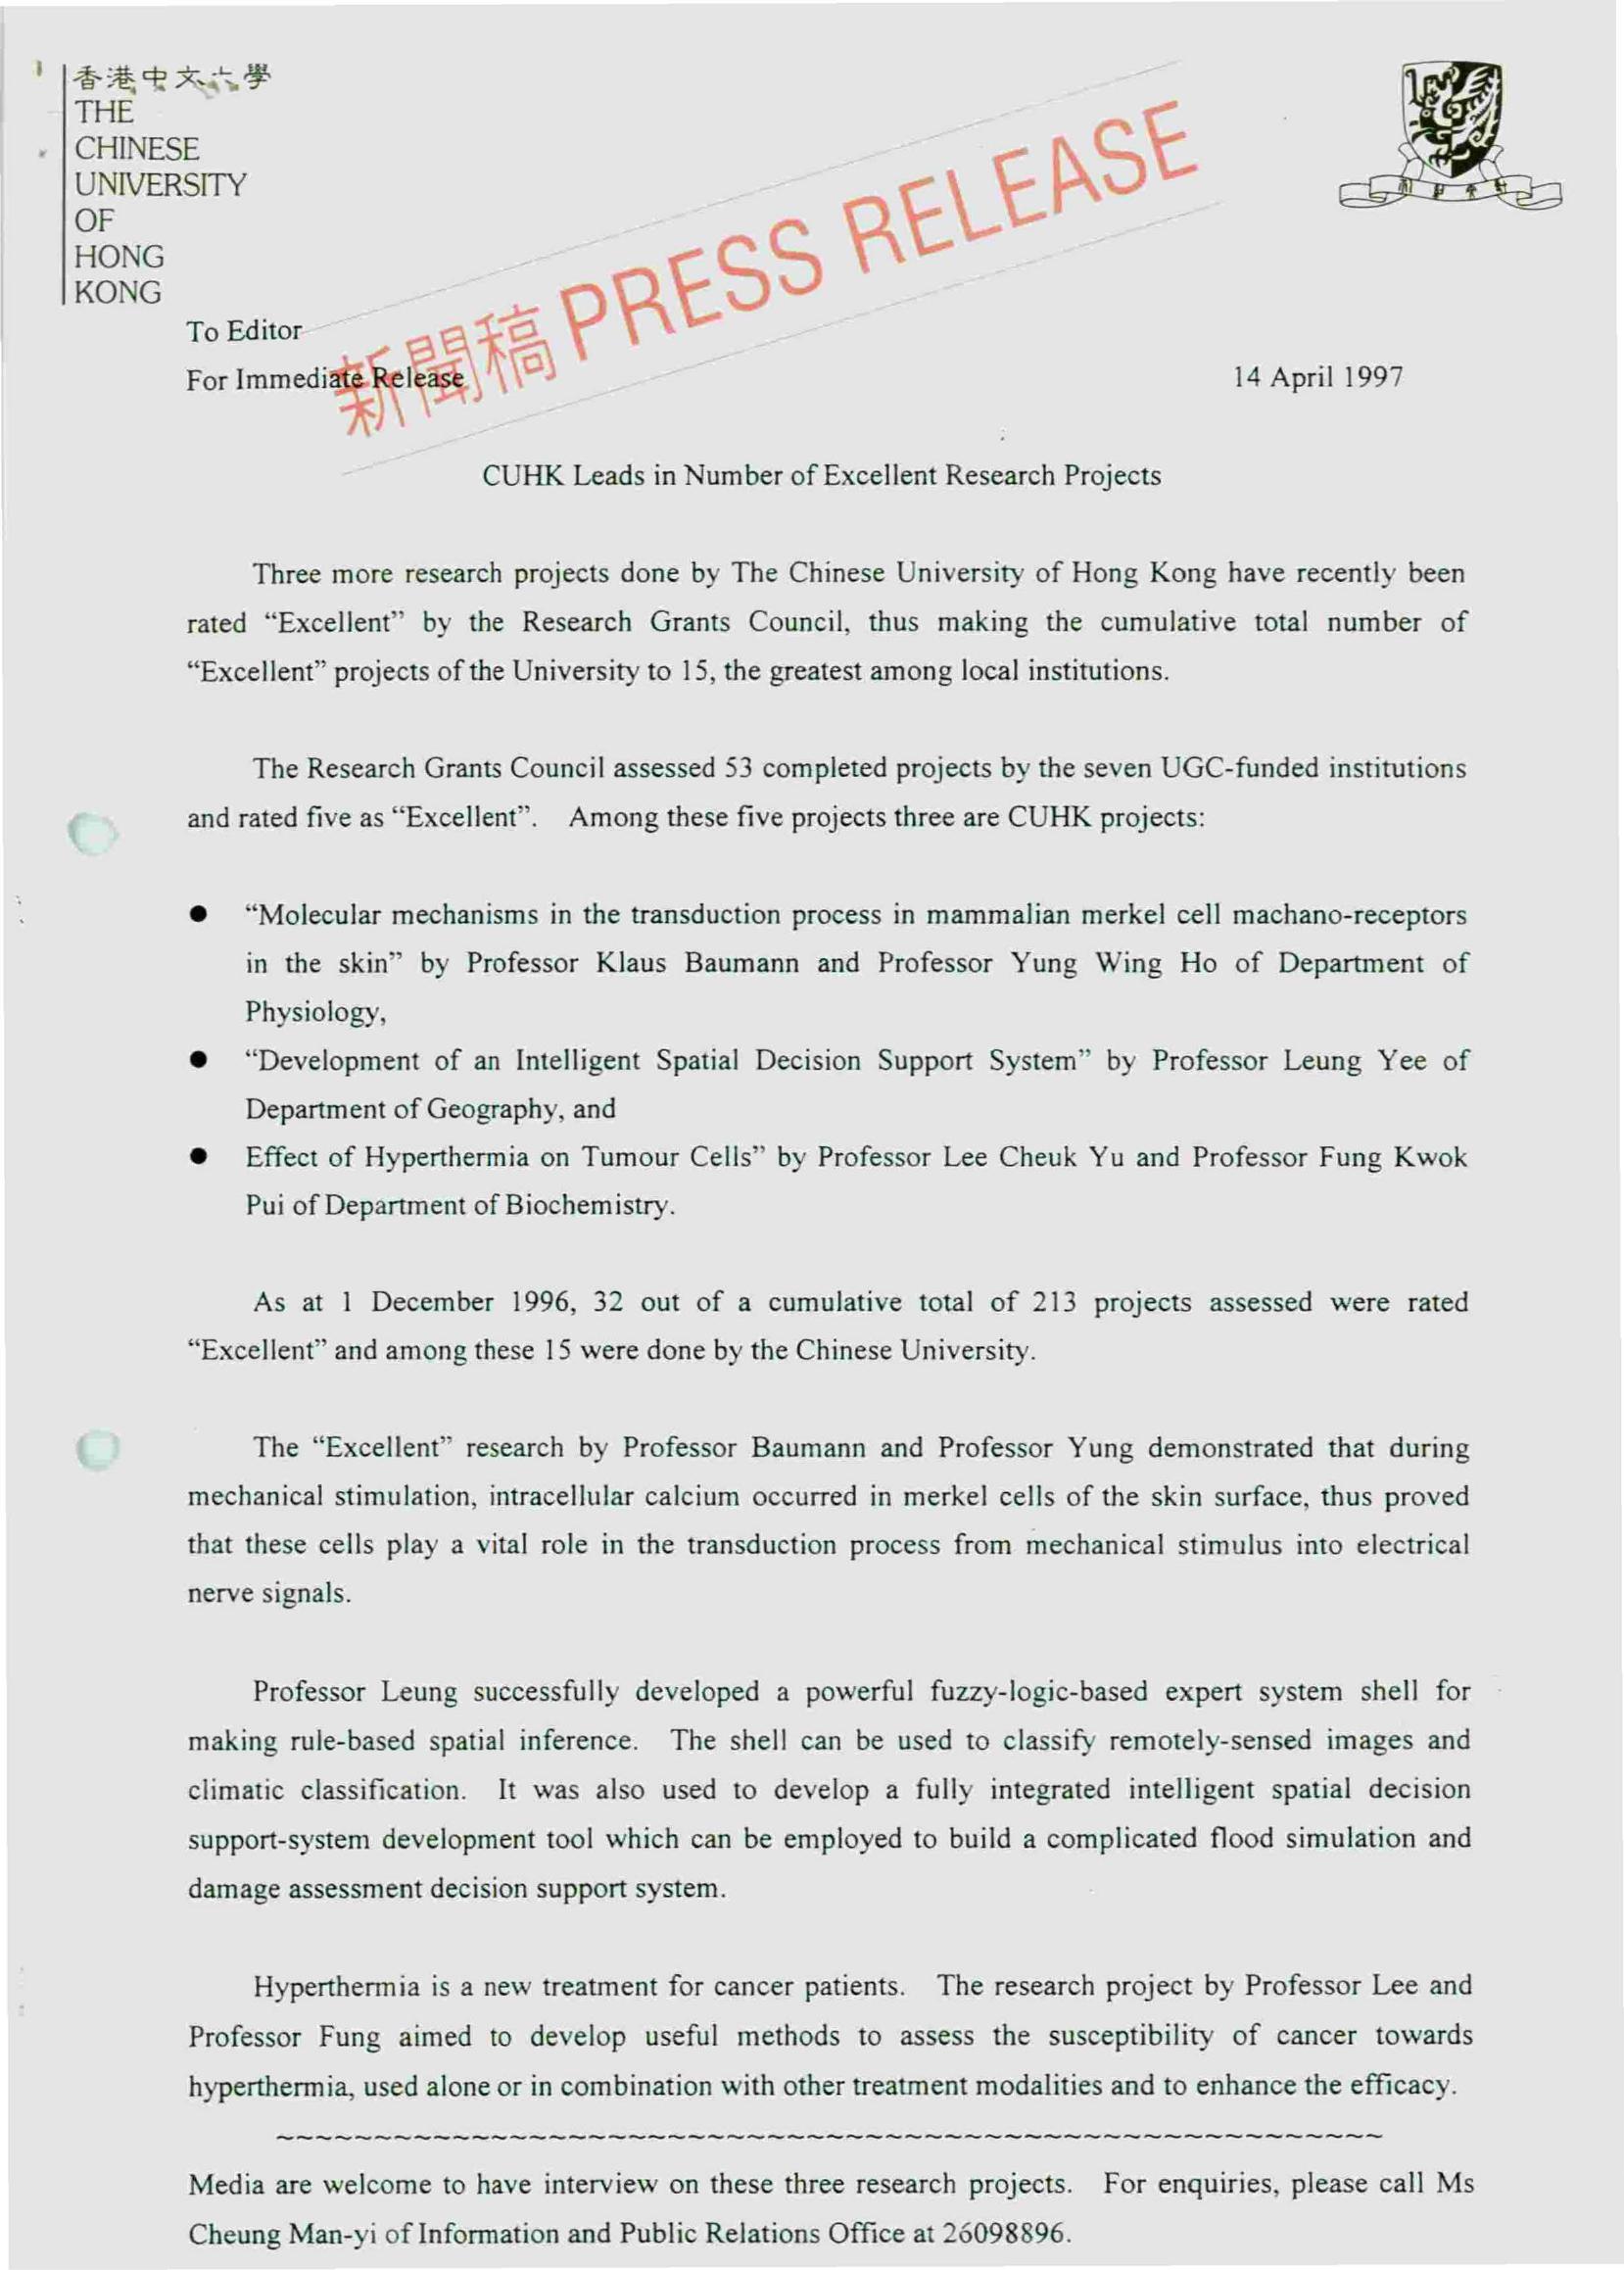 香港中文大學
THE
CHINESE
UNIVERSITY
OF
HONG
KONG
新聞稿 PRESS RELEASE
To Editor
For Immediate Release
14 April 1997
CUHK Leads in Number of Excellent Research Projects
Three more research projects done by The Chinese University of Hong Kong have recently been
rated “Excellent” by the Research Grants Council, thus making the cumulative total number of
“Excellent” projects of the University to 15, the greatest among local institutions.
The Research Grants Council assessed 53 completed projects by the seven UGC-funded institutions
and rated five as “Excellent”. Among these five projects three are CUHK projects:
● “Molecular mechanisms in the transduction process in mammalian merkel cell machano-receptors
in the skin” by Professor Klaus Baumann and Professor Yung Wing Ho of Department of
Physiology,
● “Development of an Intelligent Spatial Decision Support System” by Professor Leung Yee of
Department of Geography, and
● Effect of Hyperthermia on Tumour Cells” by Professor Lee Cheuk Yu and Professor Fung Kwok
Pui of Department of Biochemistry.
As at 1 December 1996, 32 out of a cumulative total of 213 projects assessed were rated
“Excellent” and among these 15 were done by the Chinese University.
The “Excellent” research by Professor Baumann and Professor Yung demonstrated that during
mechanical stimulation, intracellular calcium occurred in merkel cells of the skin surface, thus proved
that these cells play a vital role in the transduction process from mechanical stimulus into electrical
nerve signals.
Professor Leung successfully developed a powerful fuzzy-logic-based expert system shell for
making rule-based spatial inference. The shell can be used to classify remotely-sensed images and
climatic classification. It was also used to develop a fully integrated intelligent spatial decision
support-system development tool which can be employed to build a complicated flood simulation and
damage assessment decision support system.
Hyperthermia is a new treatment for cancer patients. The research project by Professor Lee and
Professor Fung aimed to develop useful methods to assess the susceptibility of cancer towards
hyperthermia, used alone or in combination with other treatment modalities and to enhance the efficacy.
Media are welcome to have interview on these three research projects. For enquiries, please call Ms
Cheung Man-yi of Information and Public Relations Office at 26098896.